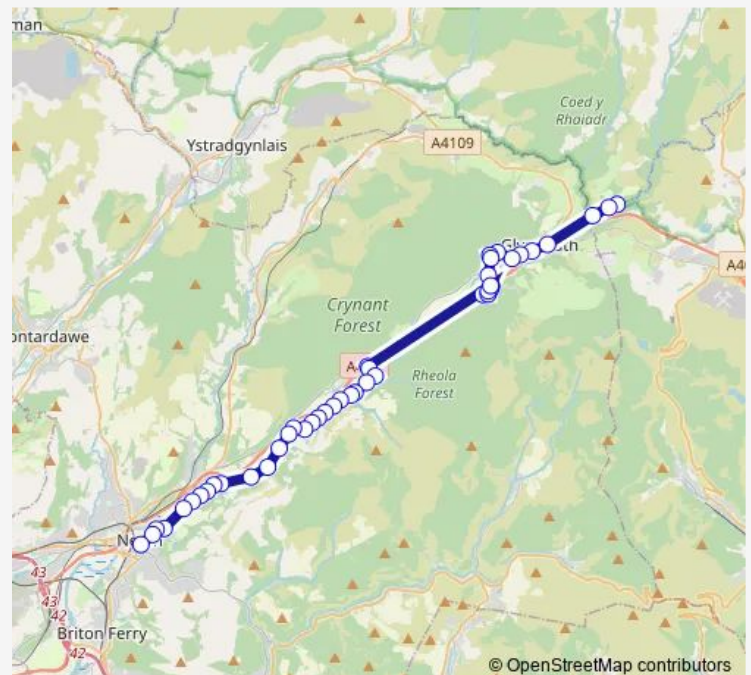 man
Coed y
Rhaiadr
Ystradgynlais
A4109
Crynant
Forest
ontardawe
Rheola
Forest
43
43
42
42
Briton Ferry
© OpenStreetMap contributors